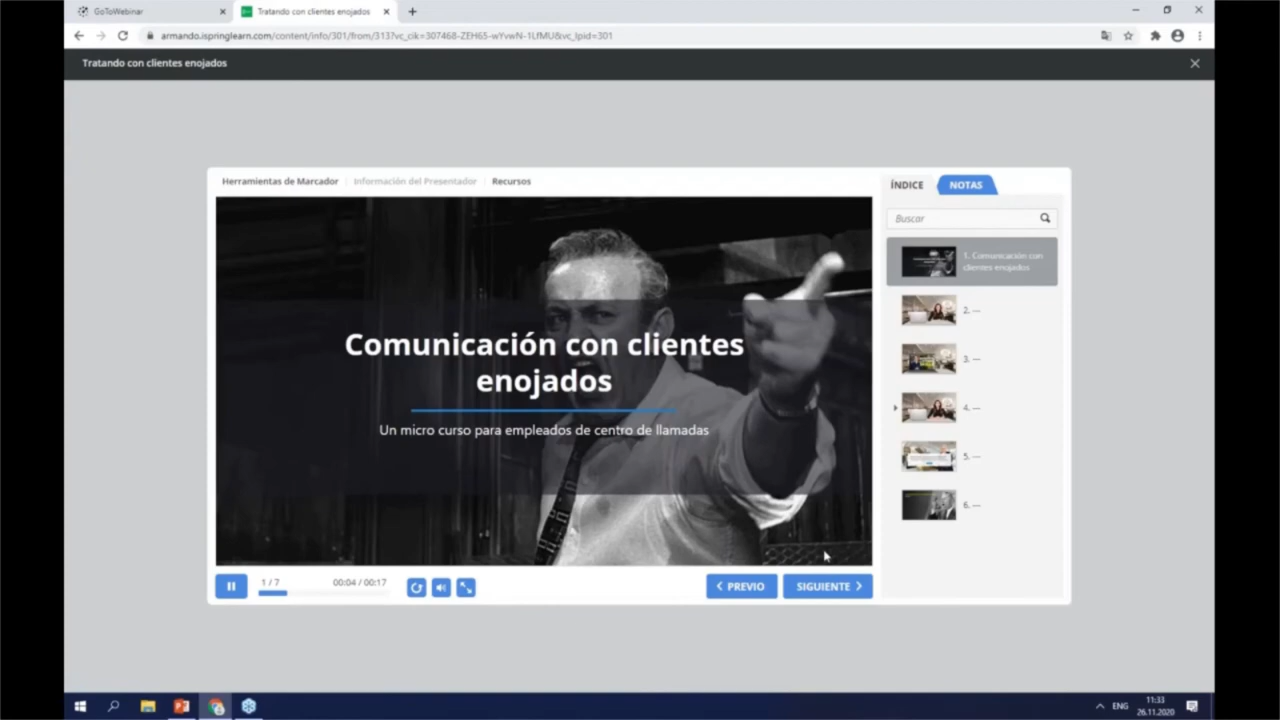 GoToWebinar
Tratando con clientes enojados
armando.ispringlearn.com/content/info/301/from/313?vc_cik=307468-ZEH65-wYvwN-1LfMU&vc_lpid=301
Tratando con clientes enojados
Herramientas de Marcador
Información del Presentador
Recursos
ÍNDICE
NOTAS
Buscar
1. Comunicación con
clientes enojados
2. —
3. —
4. —
5. —
6. —
Comunicación con clientes
enojados
Un micro curso para empleados de centro de llamadas
1 / 7
00:04 / 00:17
PREVIO
SIGUIENTE
ENG
11:33
26.11.2020